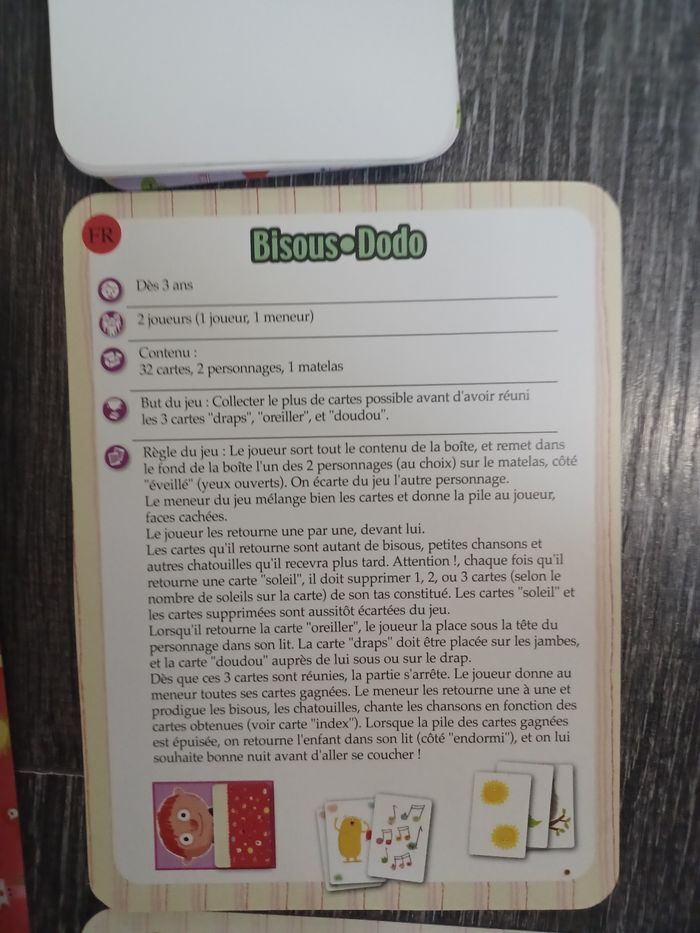 FR
Bisous•Dodo
Dès 3 ans
2 joueurs (1 joueur, 1 meneur)
Contenu :
32 cartes, 2 personnages, 1 matelas
But du jeu : Collecter le plus de cartes possible avant d'avoir réuni
les 3 cartes "draps", "oreiller", et "doudou".
Règle du jeu : Le joueur sort tout le contenu de la boîte, et remet dans
le fond de la boîte l'un des 2 personnages (au choix) sur le matelas, côté
"éveillé" (yeux ouverts). On écarte du jeu l'autre personnage.
Le meneur du jeu mélange bien les cartes et donne la pile au joueur,
faces cachées.
Le joueur les retourne une par une, devant lui.
Les cartes qu'il retourne sont autant de bisous, petites chansons et
autres chatouilles qu'il recevra plus tard. Attention !, chaque fois qu'il
retourne une carte "soleil", il doit supprimer 1, 2, ou 3 cartes (selon le
nombre de soleils sur la carte) de son tas constitué. Les cartes "soleil" et
les cartes supprimées sont aussitôt écartées du jeu.
Lorsqu'il retourne la carte "oreiller", le joueur la place sous la tête du
personnage dans son lit. La carte "draps" doit être placée sur les jambes,
et la carte "doudou" auprès de lui sous ou sur le drap.
Dès que ces 3 cartes sont réunies, la partie s'arrête. Le joueur donne au
meneur toutes ses cartes gagnées. Le meneur les retourne une à une et
prodigue les bisous, les chatouilles, chante les chansons en fonction des
cartes obtenues (voir carte "index"). Lorsque la pile des cartes gagnées
est épuisée, on retourne l'enfant dans son lit (côté "endormi"), et on lui
souhaite bonne nuit avant d'aller se coucher !